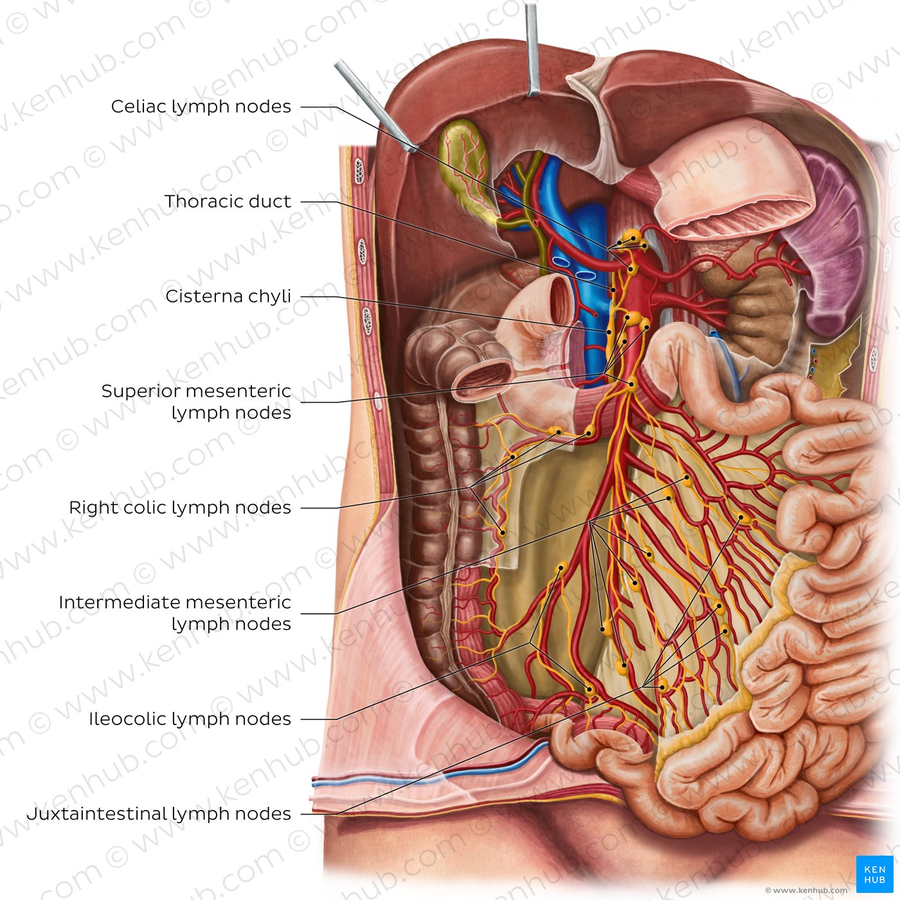 Celiac lymph nodes
Thoracic duct
Cisterna chyli
Superior mesenteric
lymph nodes
Right colic lymph nodes
Intermediate mesenteric
lymph nodes
Ileocolic lymph nodes
Juxtaintestinal lymph nodes
KEN
HUB
© www.kenhub.com